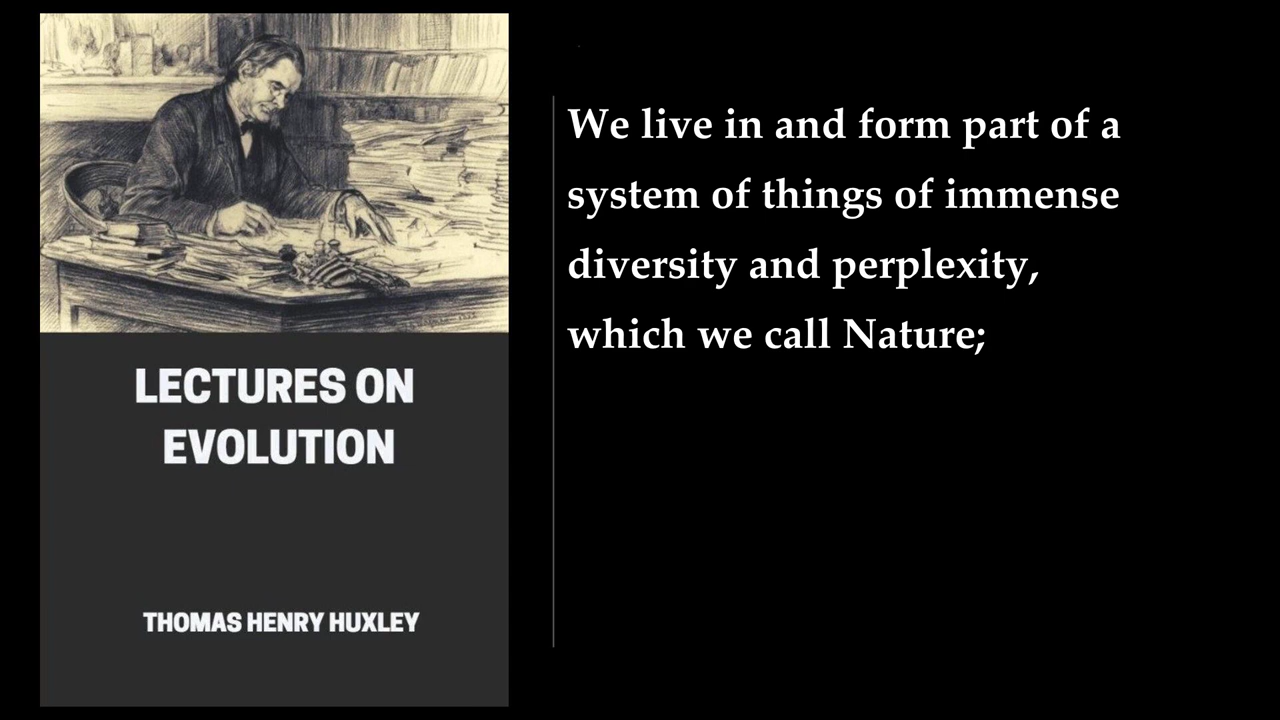 LECTURES ON
EVOLUTION
THOMAS HENRY HUXLEY
We live in and form part of a
system of things of immense
diversity and perplexity,
which we call Nature;